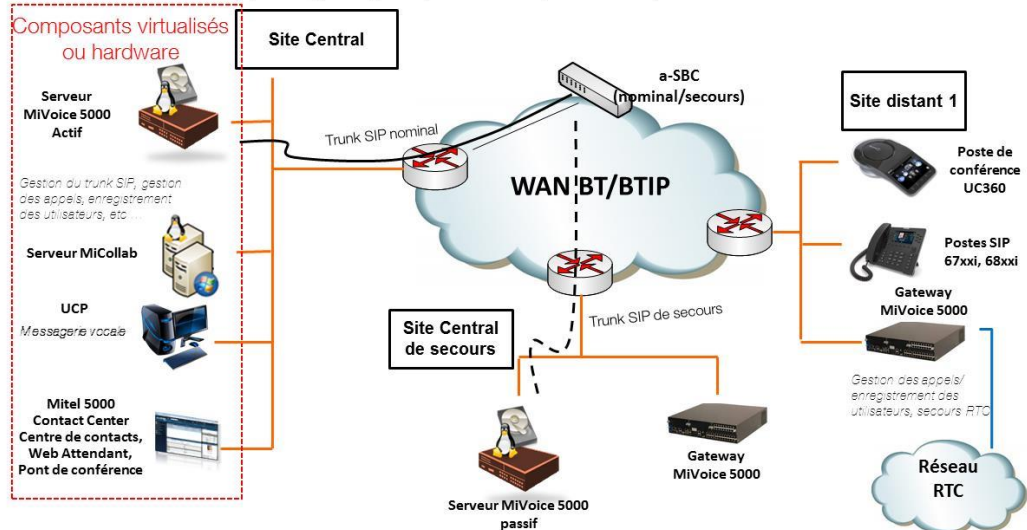 Composants virtualisés
ou hardware
Site Central
Serveur
MiVoice 5000
Actif
Gestion du trunk SIP, gestion
des appels, enregistrement
des utilisateurs, etc ...
Serveur MiCollab
UCP
Messagerie vocale
Mitel 5000
Contact Center
Centre de contacts,
Web Attendant,
Pont de conférence
Trunk SIP nominal
a-SBC
(nominal/secours)
WAN BT/BTIP
Trunk SIP de secours
Site Central
de secours
Serveur MiVoice 5000
passif
Gateway
MiVoice 5000
Site distant 1
Poste de
conférence
UC360
Postes SIP
67xxi, 68xxi
Gateway
MiVoice 5000
Gestion des appels/
enregistrement des
utilisateurs, secours RTC
Réseau
RTC